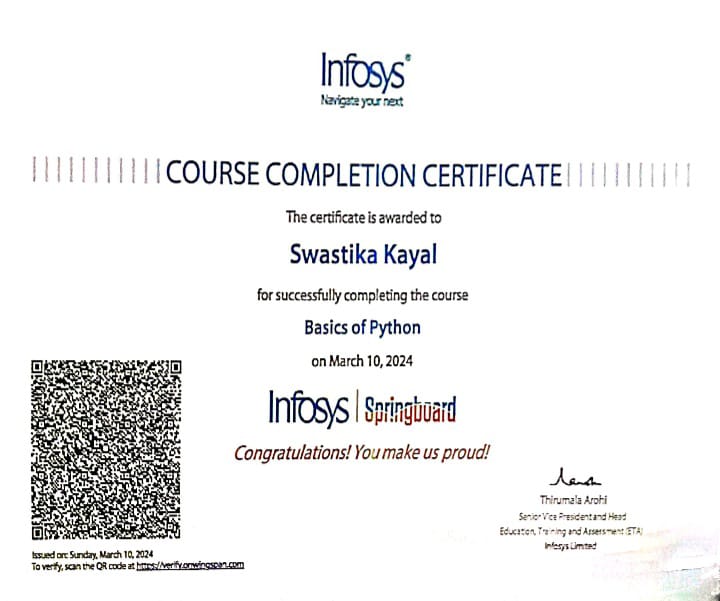 Infosys®
Navigate your next
COURSE COMPLETION CERTIFICATE
The certificate is awarded to
Swastika Kayal
for successfully completing the course
Basics of Python
on March 10, 2024
Infosys | Springboard
Congratulations! You make us proud!
Thirumala Arohi
Senior Vice President and Head
Education, Training and Assessment (ETA)
Infosys Limited
Issued on: Sunday, March 10, 2024
To verify, scan the QR code at https://verify.onwingspan.com